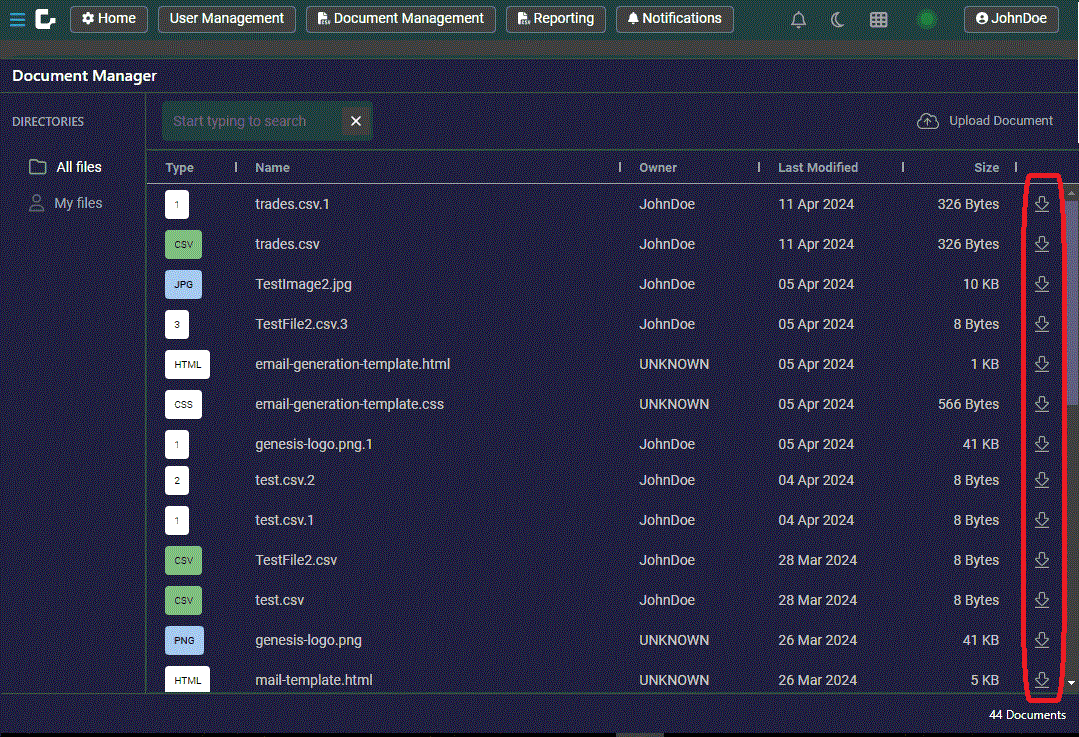 Home User Management Document Management Reporting Notifications JohnDoe
Document Manager
DIRECTORIES
Start typing to search
Upload Document
All files
My files
Type Name Owner Last Modified Size
1 trades.csv.1 JohnDoe 11 Apr 2024 326 Bytes
CSV trades.csv JohnDoe 11 Apr 2024 326 Bytes
JPG TestImage2.jpg JohnDoe 05 Apr 2024 10 KB
3 TestFile2.csv.3 JohnDoe 05 Apr 2024 8 Bytes
HTML email-generation-template.html UNKNOWN 05 Apr 2024 1 KB
CSS email-generation-template.css UNKNOWN 05 Apr 2024 566 Bytes
1 genesis-logo.png.1 JohnDoe 05 Apr 2024 41 KB
2 test.csv.2 JohnDoe 04 Apr 2024 8 Bytes
1 test.csv.1 JohnDoe 04 Apr 2024 8 Bytes
CSV TestFile2.csv JohnDoe 28 Mar 2024 8 Bytes
CSV test.csv JohnDoe 28 Mar 2024 8 Bytes
PNG genesis-logo.png UNKNOWN 26 Mar 2024 41 KB
HTML mail-template.html UNKNOWN 26 Mar 2024 5 KB
44 Documents